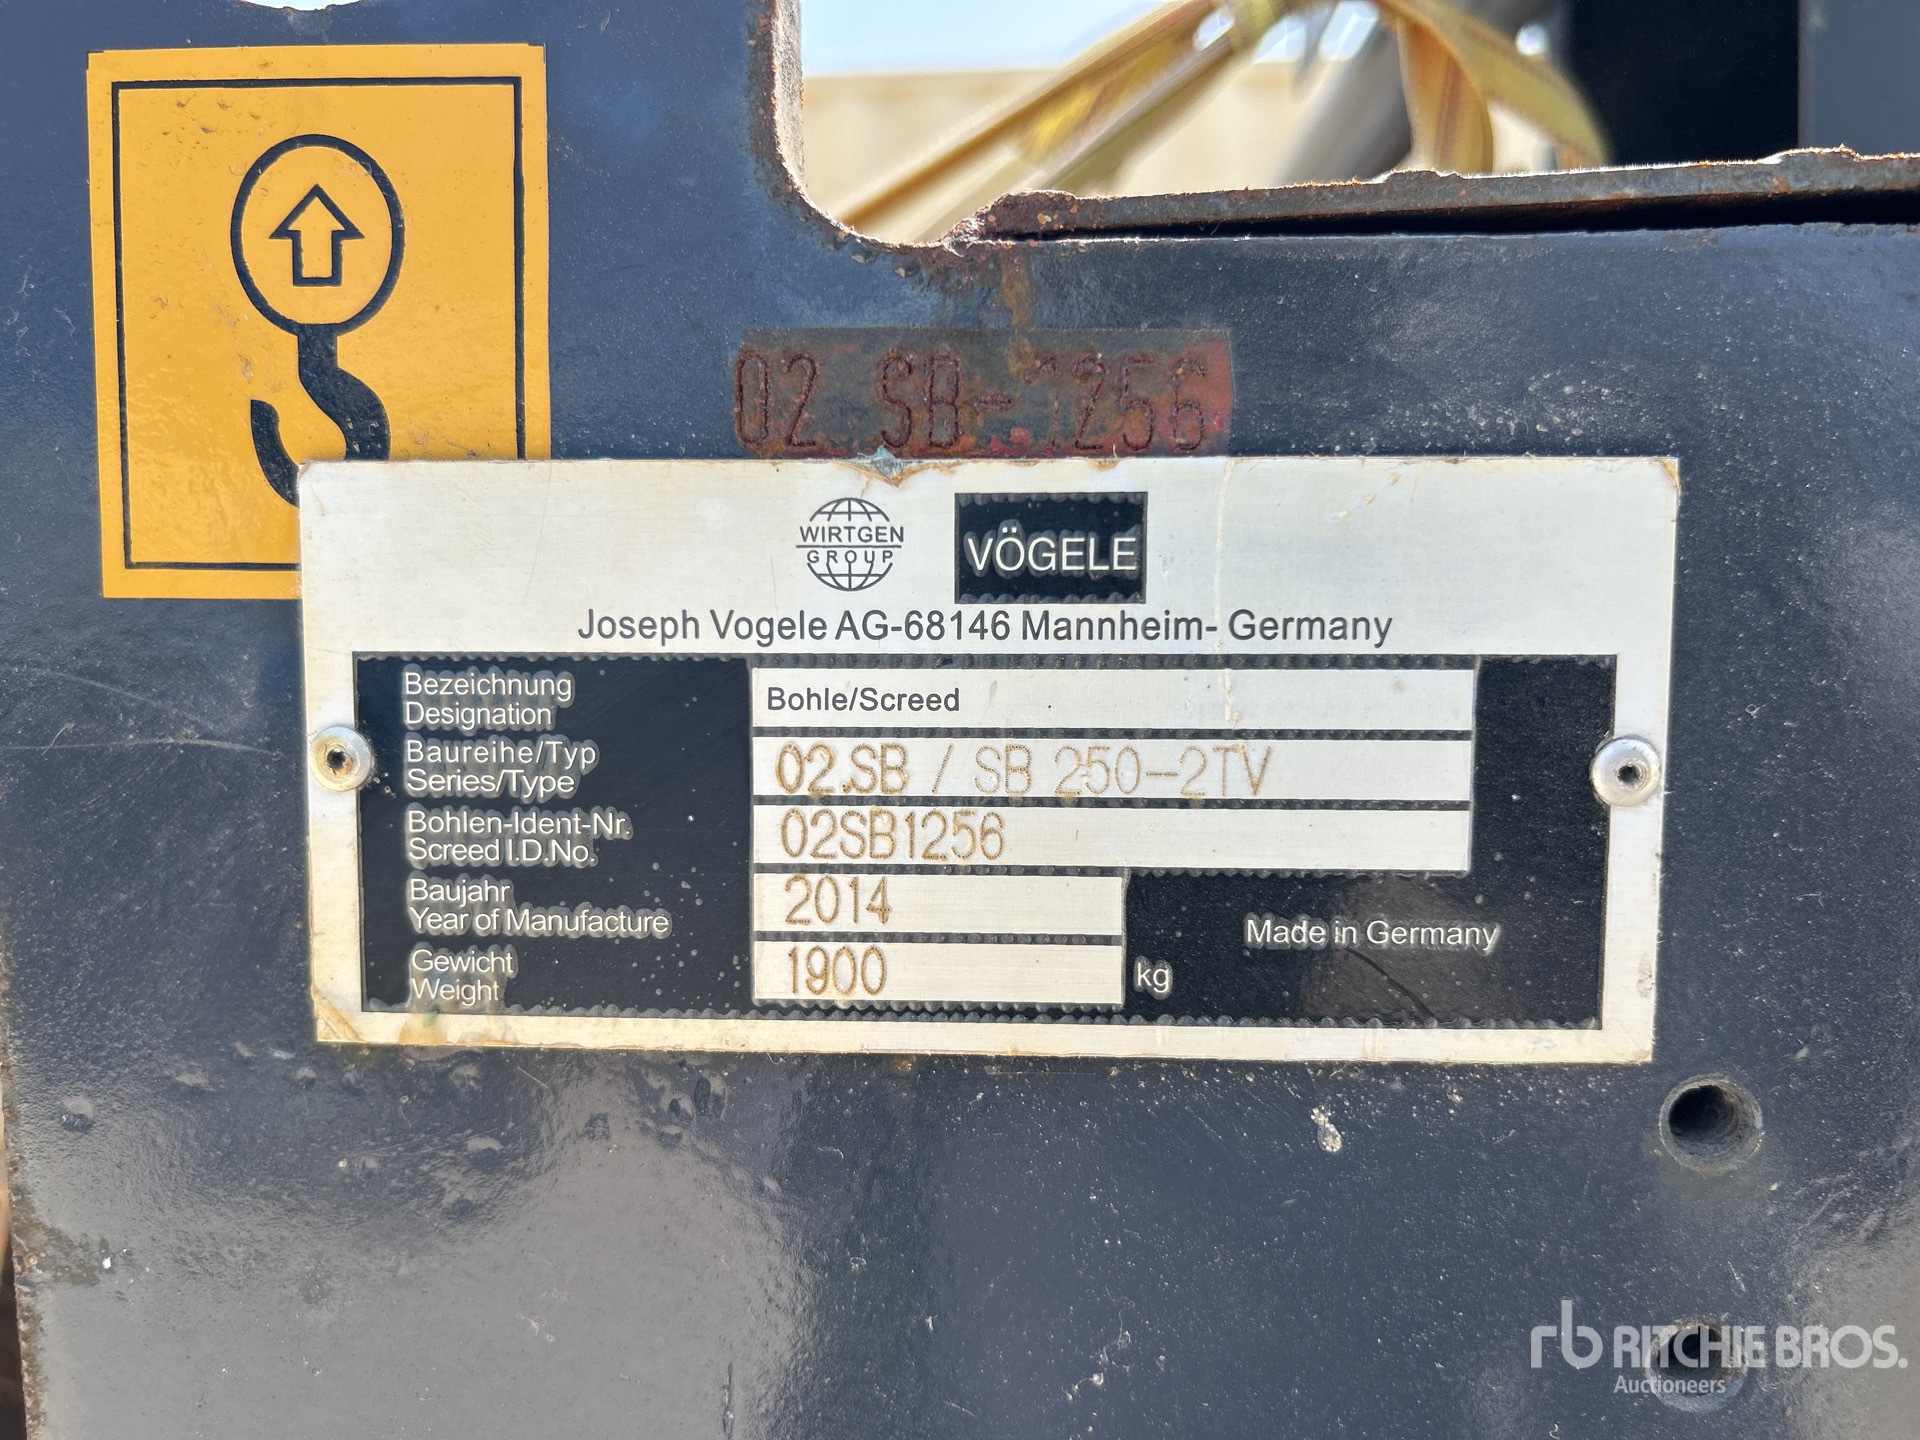 02 SB-1256
WIRTGEN
GROUP
VÖGELE
Joseph Vogele AG-68146 Mannheim- Germany
Bezeichnung
Designation
Bohle/Screed
Baureihe/Typ
Series/Type
02.SB / SB 250-2TV
Bohlen-Ident-Nr.
Screed I.D.No.
02SB1256
Baujahr
Year of Manufacture
2014
Made in Germany
Gewicht
Weight
1900
kg
rb RITCHIE BROS.
Auctioneers